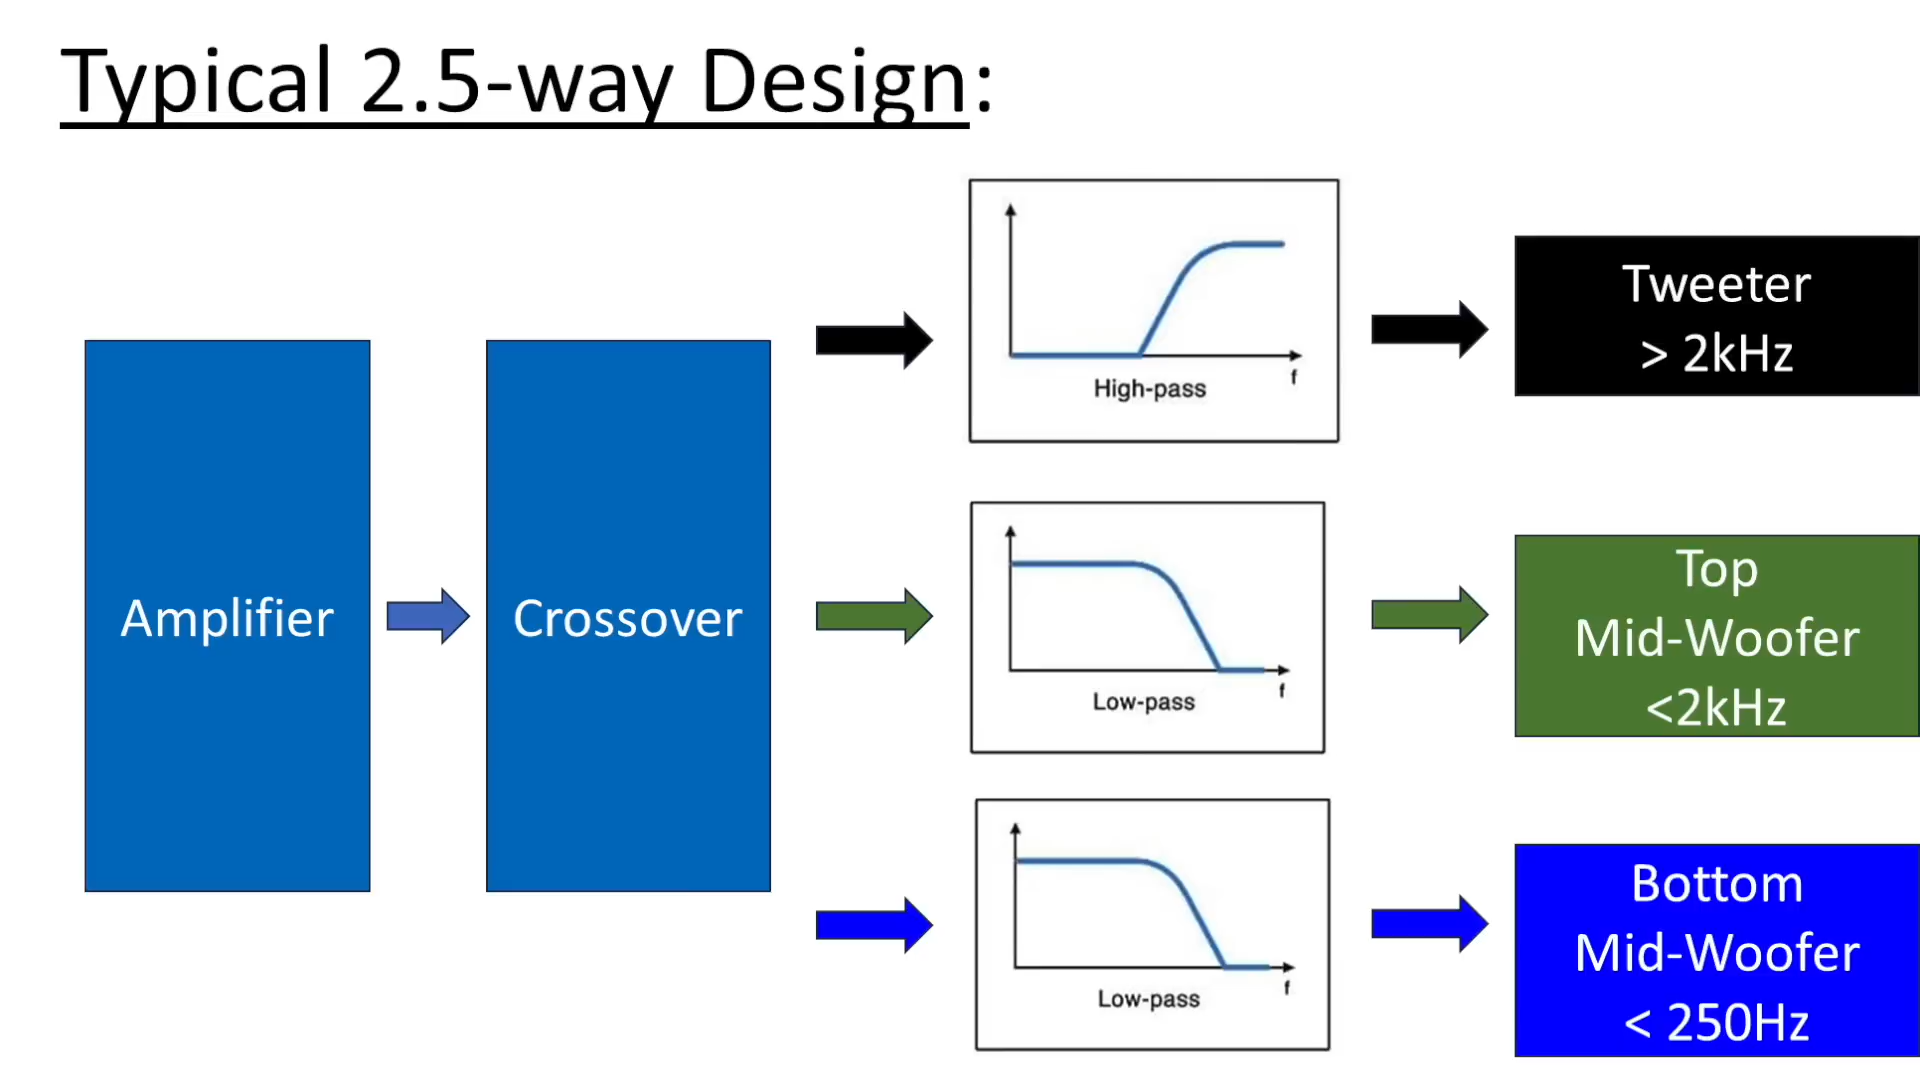 Typical 2.5-way Design:
Amplifier
Crossover
f
High-pass
Tweeter
> 2kHz
f
Low-pass
Top
Mid-Woofer
<2kHz
f
Low-pass
Bottom
Mid-Woofer
< 250Hz